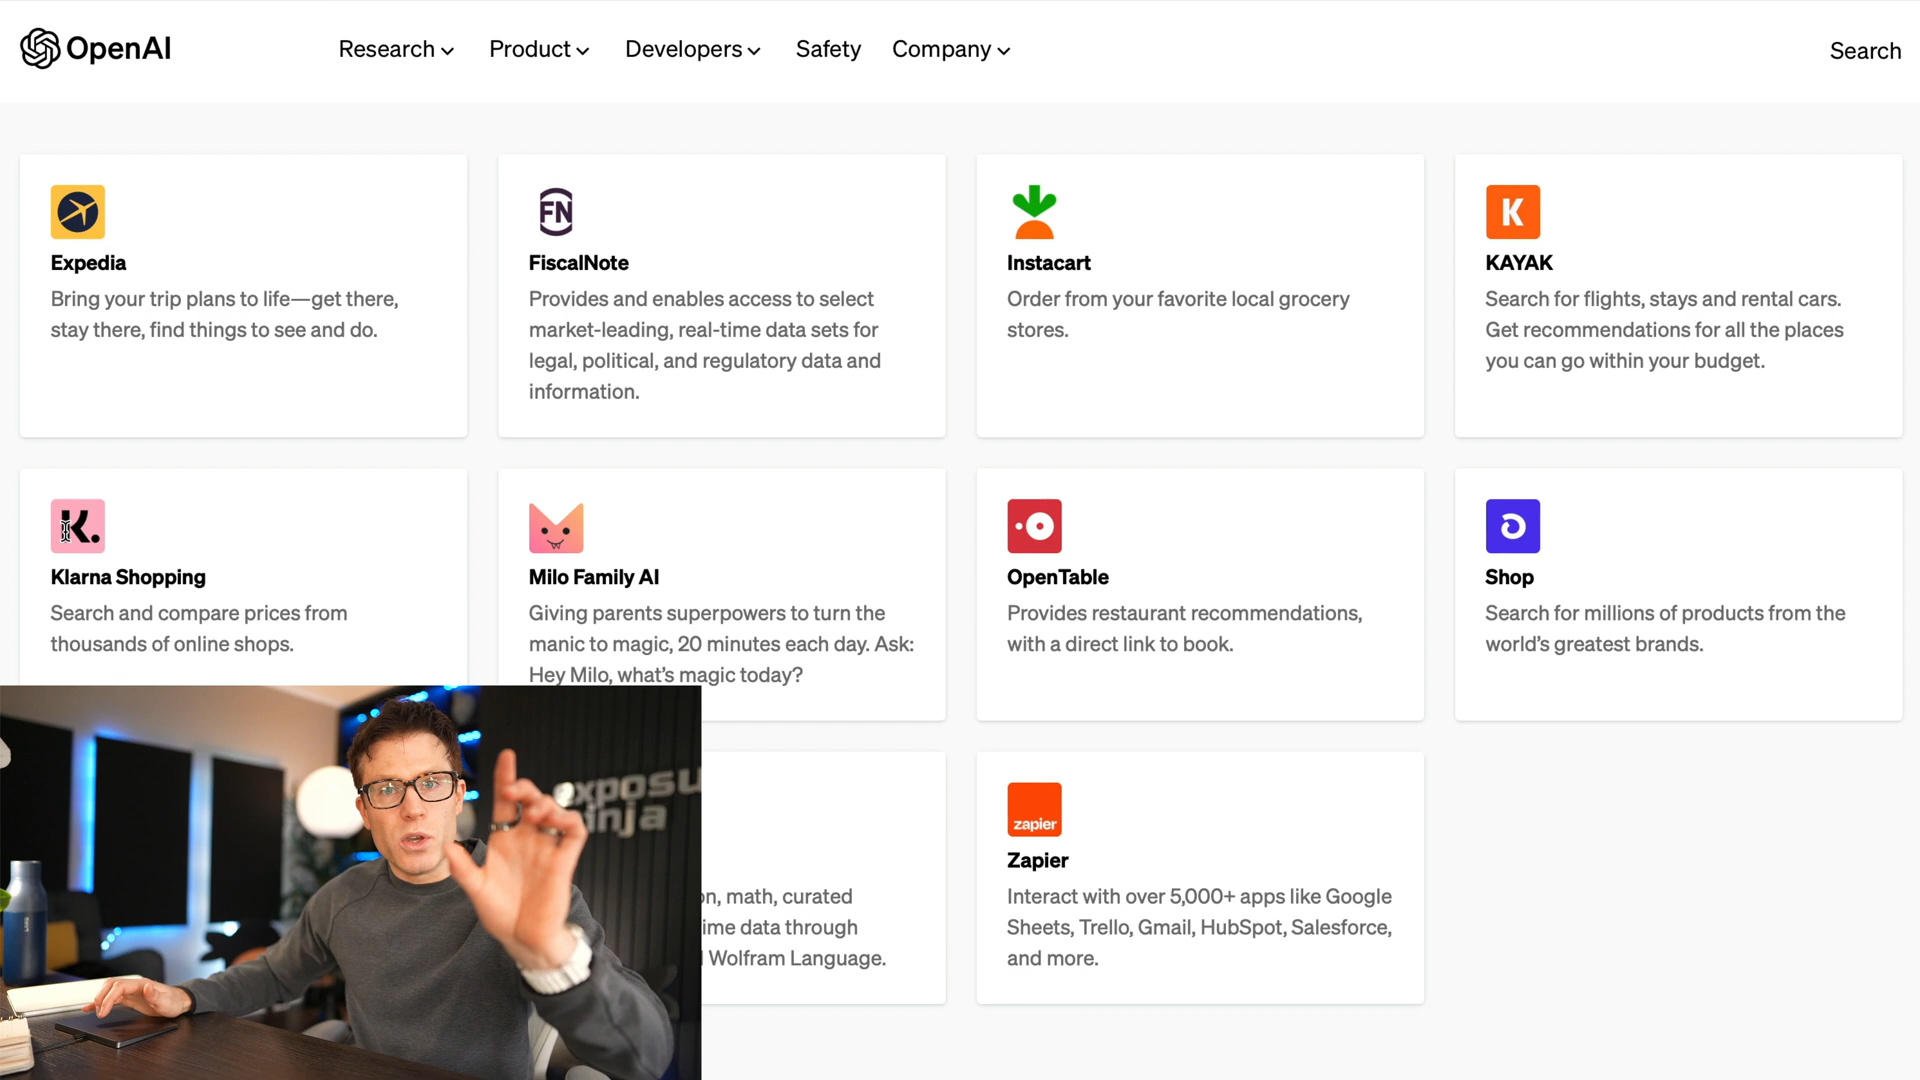 OpenAI
Research
Product
Developers
Safety
Company
Search
FN
K
Expedia
FiscalNote
Instacart
KAYAK
Bring your trip plans to life—get there,
stay there, find things to see and do.
Provides and enables access to select
market-leading, real-time data sets for
legal, political, and regulatory data and
information.
Order from your favorite local grocery
stores.
Search for flights, stays and rental cars.
Get recommendations for all the places
you can go within your budget.
K.
Klarna Shopping
Milo Family AI
OpenTable
Shop
Search and compare prices from
thousands of online shops.
Giving parents superpowers to turn the
manic to magic, 20 minutes each day. Ask:
Hey Milo, what's magic today?
Provides restaurant recommendations,
with a direct link to book.
Search for millions of products from the
world's greatest brands.
exposu
ninja
math, curated
data through
Wolfram Language.
zapier
Zapier
Interact with over 5,000+ apps like Google
Sheets, Trello, Gmail, HubSpot, Salesforce,
and more.